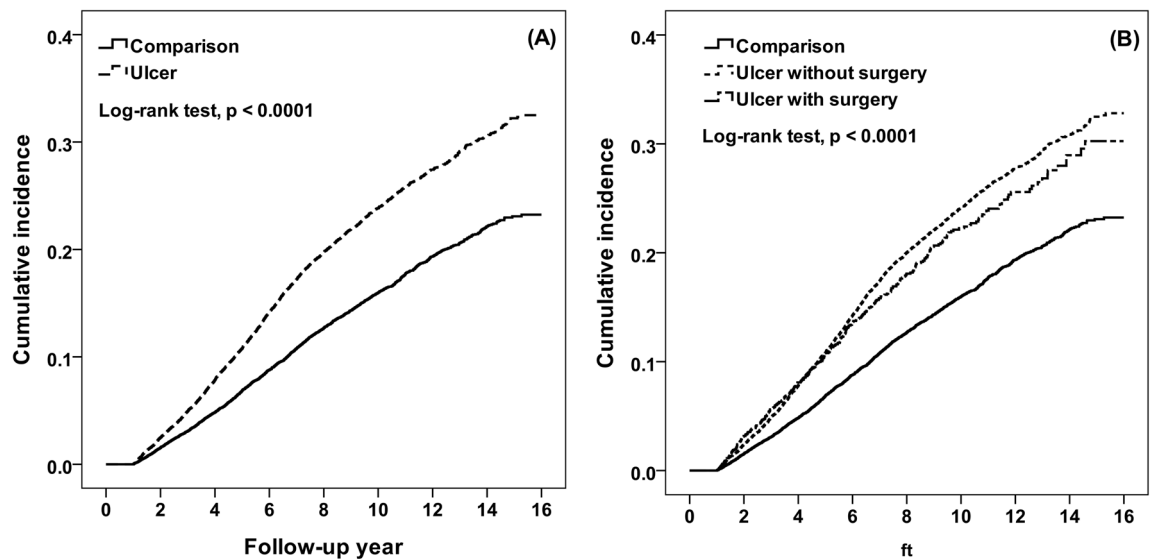 (A)
Comparison
Ulcer
Log-rank test, p < 0.0001
Cumulative incidence
0.4
0.3
0.2
0.1
0.0
0 2 4 6 8 10 12 14 16
Follow-up year
(B)
Comparison
Ulcer without surgery
Ulcer with surgery
Log-rank test, p < 0.0001
Cumulative incidence
0.4
0.3
0.2
0.1
0.0
0 2 4 6 8 10 12 14 16
ft